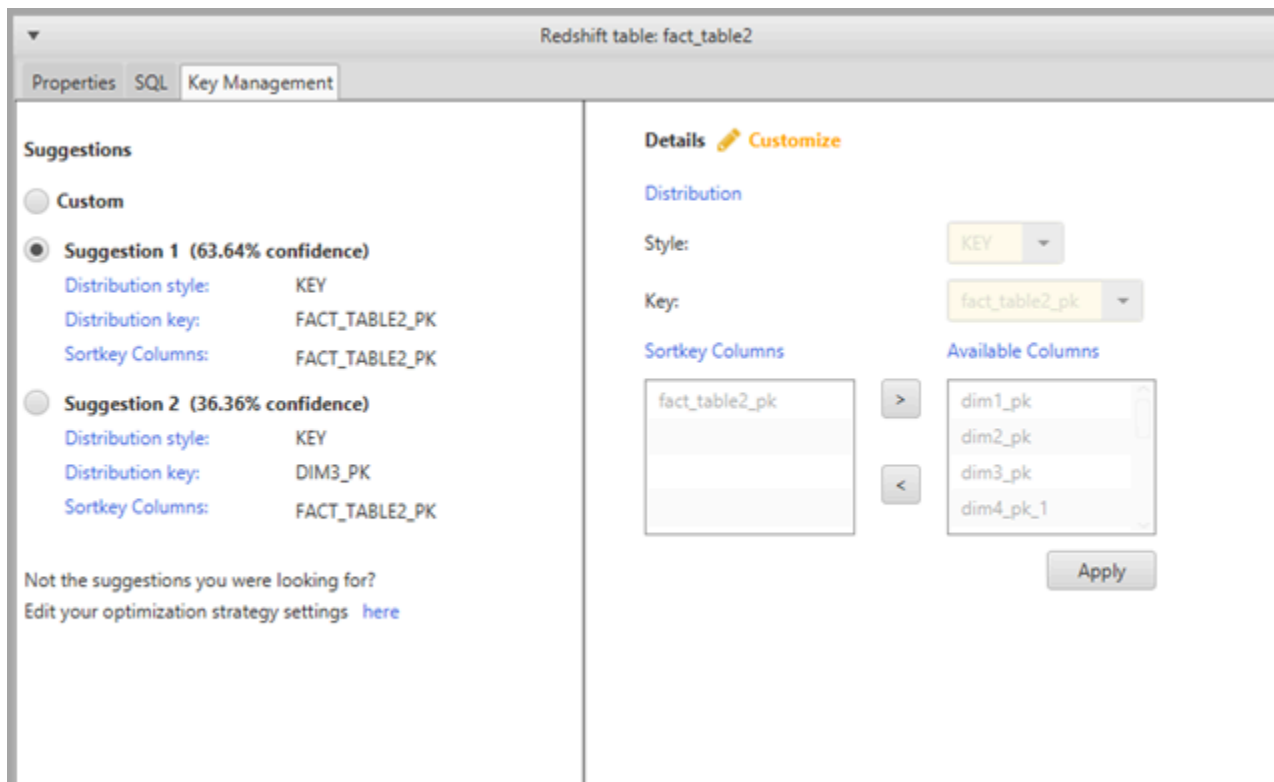 Redshift table: fact_table2
Properties SQL Key Management
Suggestions
Custom
Suggestion 1 (63.64% confidence)
Distribution style: KEY
Distribution key: FACT_TABLE2_PK
Sortkey Columns: FACT_TABLE2_PK
Suggestion 2 (36.36% confidence)
Distribution style: KEY
Distribution key: DIM3_PK
Sortkey Columns: FACT_TABLE2_PK
Not the suggestions you were looking for?
Edit your optimization strategy settings here
Details Customize
Distribution
Style: KEY
Key: fact_table2_pk
Sortkey Columns Available Columns
fact_table2_pk > dim1_pk
dim2_pk
< dim3_pk
dim4_pk_1
Apply